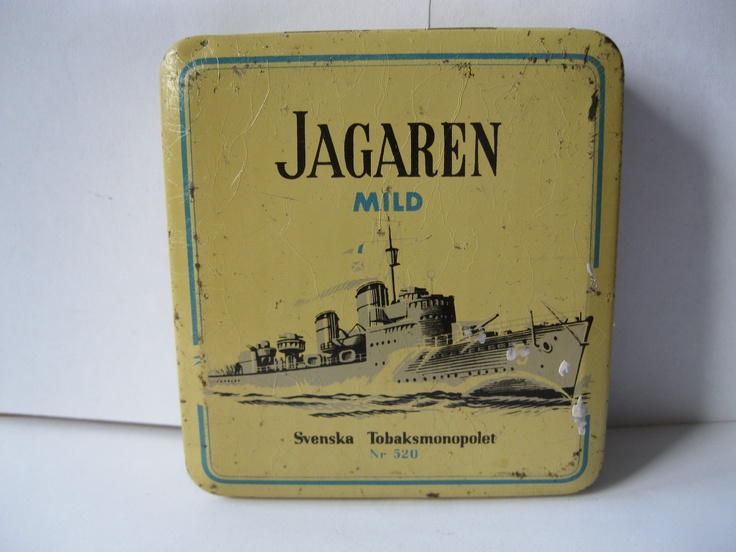 JAGAREN
MILD
Svenska Tobaksmonopolet
Nr 520